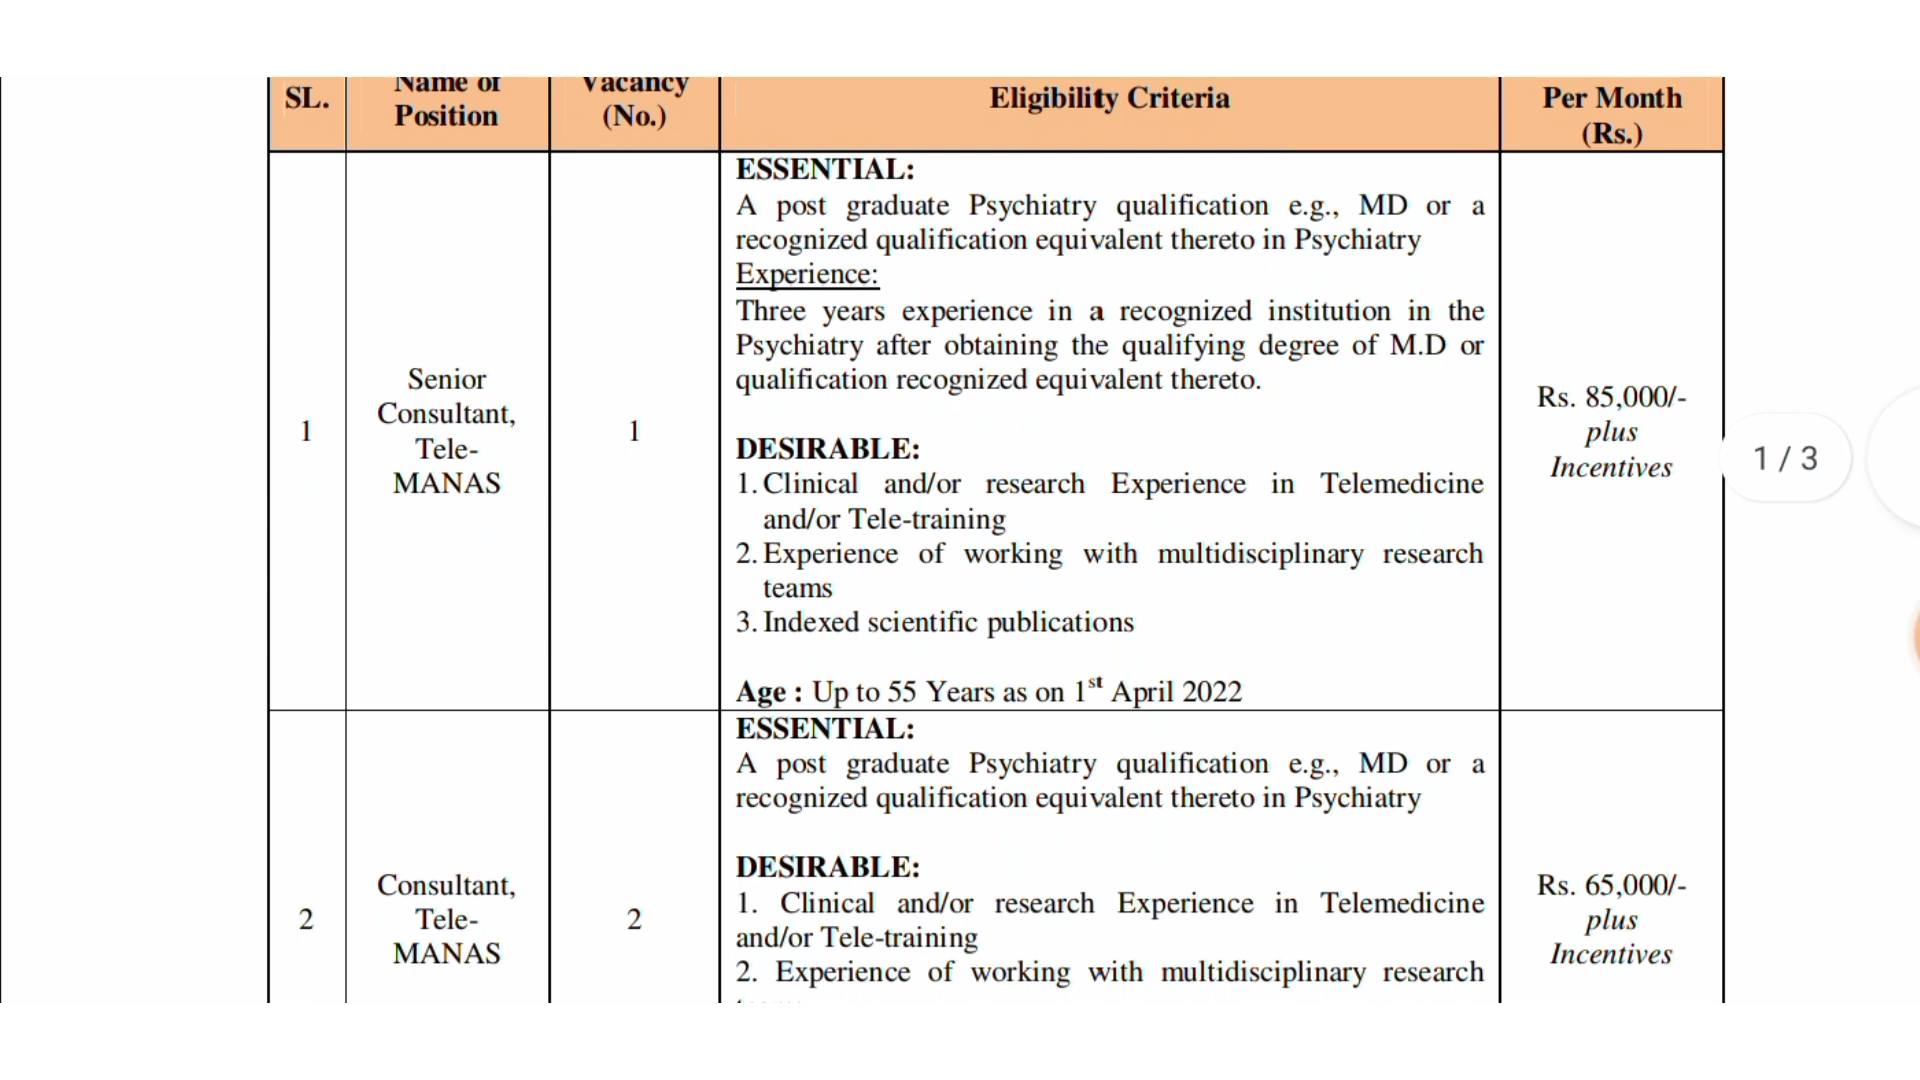 SL.
Name of
Position
Vacancy
(No.)
Eligibility Criteria
Per Month
(Rs.)
1
Senior
Consultant,
Tele-
MANAS
1
ESSENTIAL:
A post graduate Psychiatry qualification e.g., MD or a
recognized qualification equivalent thereto in Psychiatry
Experience:
Three years experience in a recognized institution in the
Psychiatry after obtaining the qualifying degree of M.D or
qualification recognized equivalent thereto.
DESIRABLE:
1. Clinical and/or research Experience in Telemedicine
and/or Tele-training
2. Experience of working with multidisciplinary research
teams
3. Indexed scientific publications
Age : Up to 55 Years as on 1st April 2022
Rs. 85,000/-
plus
Incentives
1 / 3
2
Consultant,
Tele-
MANAS
2
ESSENTIAL:
A post graduate Psychiatry qualification e.g., MD or a
recognized qualification equivalent thereto in Psychiatry
DESIRABLE:
1. Clinical and/or research Experience in Telemedicine
and/or Tele-training
2. Experience of working with multidisciplinary research
Rs. 65,000/-
plus
Incentives